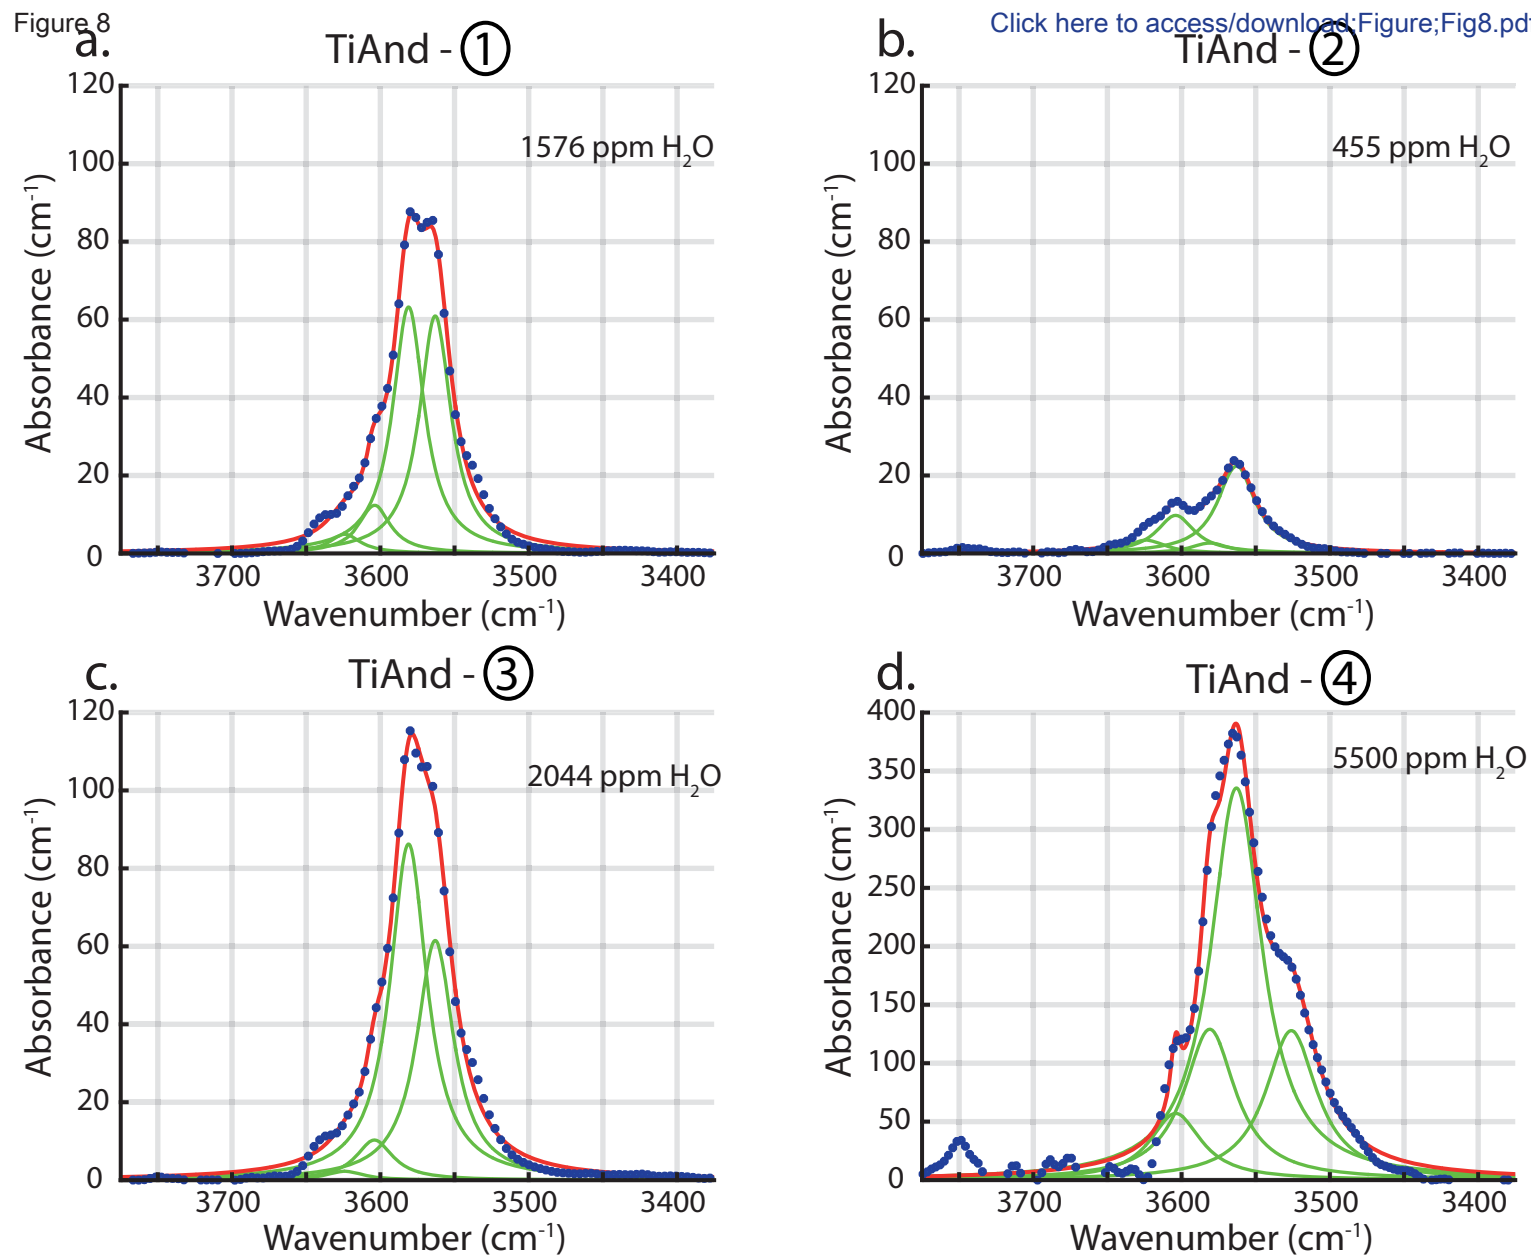 Figure 8
Click here to access/download;Figure;Fig8.pd
a.
TiAnd - 1
120
100
80
60
40
20
0
1576 ppm H2O
Absorbance (cm-1)
3700 3600 3500 3400
Wavenumber (cm-1)
b.
TiAnd - 2
120
100
80
60
40
20
0
455 ppm H2O
Absorbance (cm-1)
3700 3600 3500 3400
Wavenumber (cm-1)
c.
TiAnd - 3
120
100
80
60
40
20
0
2044 ppm H2O
Absorbance (cm-1)
3700 3600 3500 3400
Wavenumber (cm-1)
d.
TiAnd - 4
400
350
300
250
200
150
100
50
0
5500 ppm H2O
Absorbance (cm-1)
3700 3600 3500 3400
Wavenumber (cm-1)